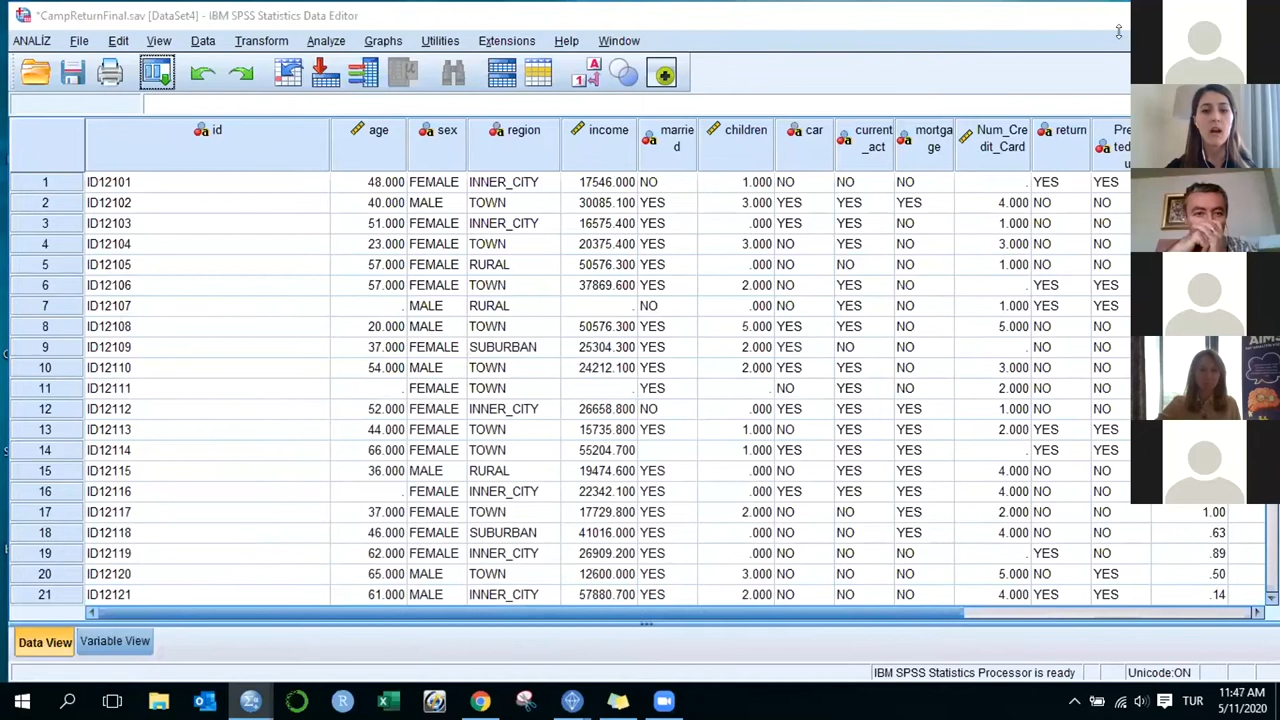 *CampReturnFinal.sav [DataSet4] - IBM SPSS Statistics Data Editor
ANALİZ File Edit View Data Transform Analyze Graphs Utilities Extensions Help Window
id age sex region income marrie d children car current _act mortga ge Num_Cre dit_Card return
1 ID12101 48.000 FEMALE INNER_CITY 17546.000 NO 1.000 NO NO NO . YES YES
2 ID12102 40.000 MALE TOWN 30085.100 YES 3.000 YES YES YES 4.000 NO NO
3 ID12103 51.000 FEMALE INNER_CITY 16575.400 YES .000 YES YES NO 1.000 NO NO
4 ID12104 23.000 FEMALE TOWN 20375.400 YES 3.000 NO YES NO 3.000 NO NO
5 ID12105 57.000 FEMALE RURAL 50576.300 YES .000 NO NO NO 1.000 NO NO
6 ID12106 57.000 FEMALE TOWN 37869.600 YES 2.000 NO YES NO . YES YES
7 ID12107 . MALE RURAL . NO .000 NO YES NO 1.000 YES YES
8 ID12108 20.000 MALE TOWN 50576.300 YES 5.000 YES YES NO 5.000 NO NO
9 ID12109 37.000 FEMALE SUBURBAN 25304.300 YES 2.000 YES NO NO . NO NO
10 ID12110 54.000 MALE TOWN 24212.100 YES 2.000 YES YES NO 3.000 NO NO
11 ID12111 . FEMALE TOWN . YES . NO YES NO 2.000 NO NO
12 ID12112 52.000 FEMALE INNER_CITY 26658.800 NO .000 YES YES YES 1.000 NO NO
13 ID12113 44.000 FEMALE TOWN 15735.800 YES 1.000 NO YES YES 2.000 YES YES
14 ID12114 66.000 FEMALE TOWN 55204.700 1.000 YES YES YES . YES YES
15 ID12115 36.000 MALE RURAL 19474.600 YES .000 NO YES YES 4.000 NO NO
16 ID12116 . FEMALE INNER_CITY 22342.100 YES .000 YES YES YES 4.000 NO NO
17 ID12117 37.000 FEMALE TOWN 17729.800 YES 2.000 NO NO YES 2.000 NO NO 1.00
18 ID12118 46.000 FEMALE SUBURBAN 41016.000 YES .000 NO NO YES 4.000 NO NO .63
19 ID12119 62.000 FEMALE INNER_CITY 26909.200 YES .000 NO NO NO . YES NO .89
20 ID12120 65.000 MALE TOWN 12600.000 YES 3.000 NO NO NO 5.000 NO YES .50
21 ID12121 61.000 MALE INNER_CITY 57880.700 YES 2.000 NO NO NO 4.000 YES YES .14
Data View Variable View
IBM SPSS Statistics Processor is ready Unicode:ON
TUR
11:47 AM
5/11/2020